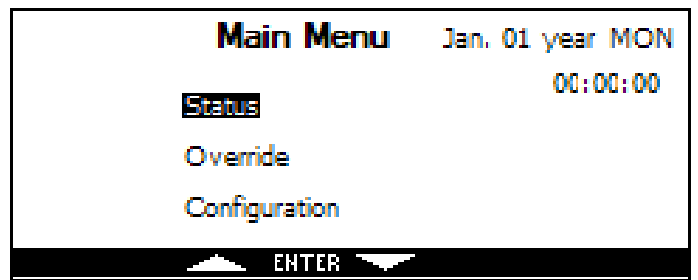 Main Menu Jan. 01 year MON
00:00:00
Status
Override
Configuration
ENTER